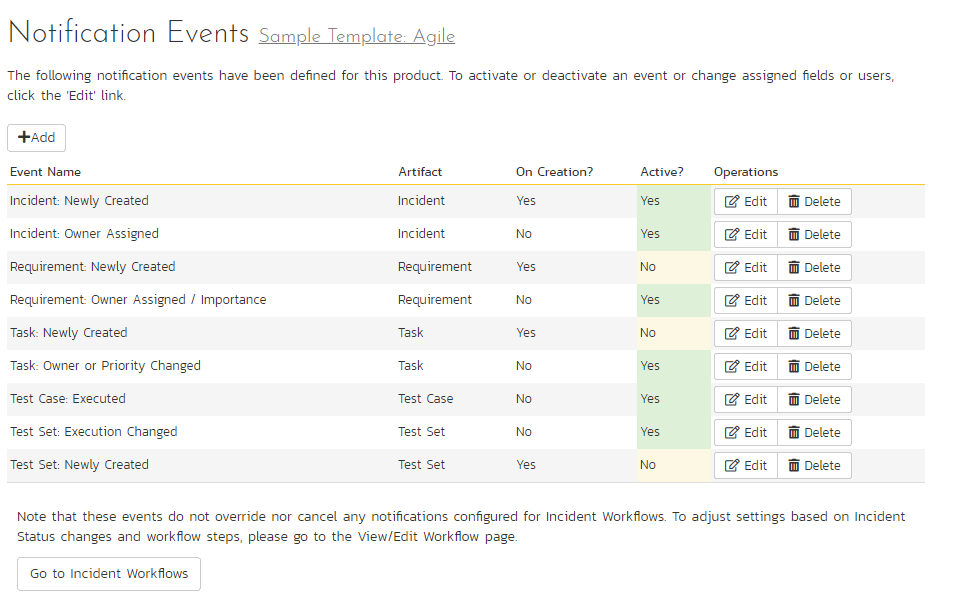 Notification Events Sample Template: Agile
The following notification events have been defined for this product. To activate or deactivate an event or change assigned fields or users,
click the 'Edit' link.
Add
Event Name Artifact On Creation? Active? Operations
Incident: Newly Created Incident Yes Yes Edit Delete
Incident: Owner Assigned Incident No Yes Edit Delete
Requirement: Newly Created Requirement Yes No Edit Delete
Requirement: Owner Assigned / Importance Requirement No Yes Edit Delete
Task: Newly Created Task Yes No Edit Delete
Task: Owner or Priority Changed Task No Yes Edit Delete
Test Case: Executed Test Case No Yes Edit Delete
Test Set: Execution Changed Test Set No Yes Edit Delete
Test Set: Newly Created Test Set Yes No Edit Delete
Note that these events do not override nor cancel any notifications configured for Incident Workflows. To adjust settings based on Incident
Status changes and workflow steps, please go to the View/Edit Workflow page.
Go to Incident Workflows